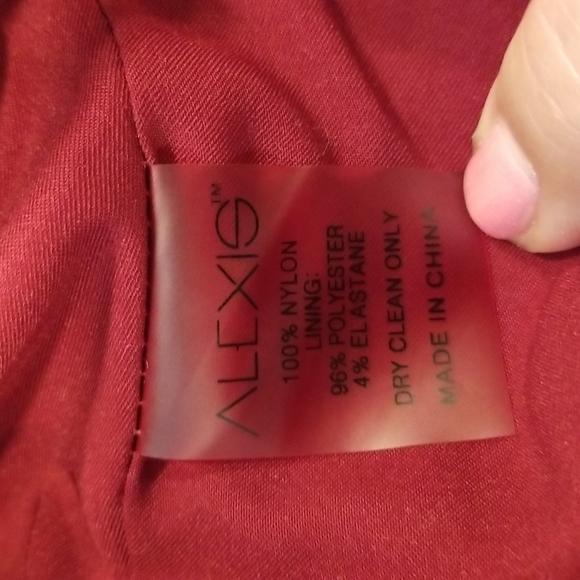 ALEXIS™
100% NYLON
LINING:
96% POLYESTER
4% ELASTANE
DRY CLEAN ONLY
MADE IN CHINA